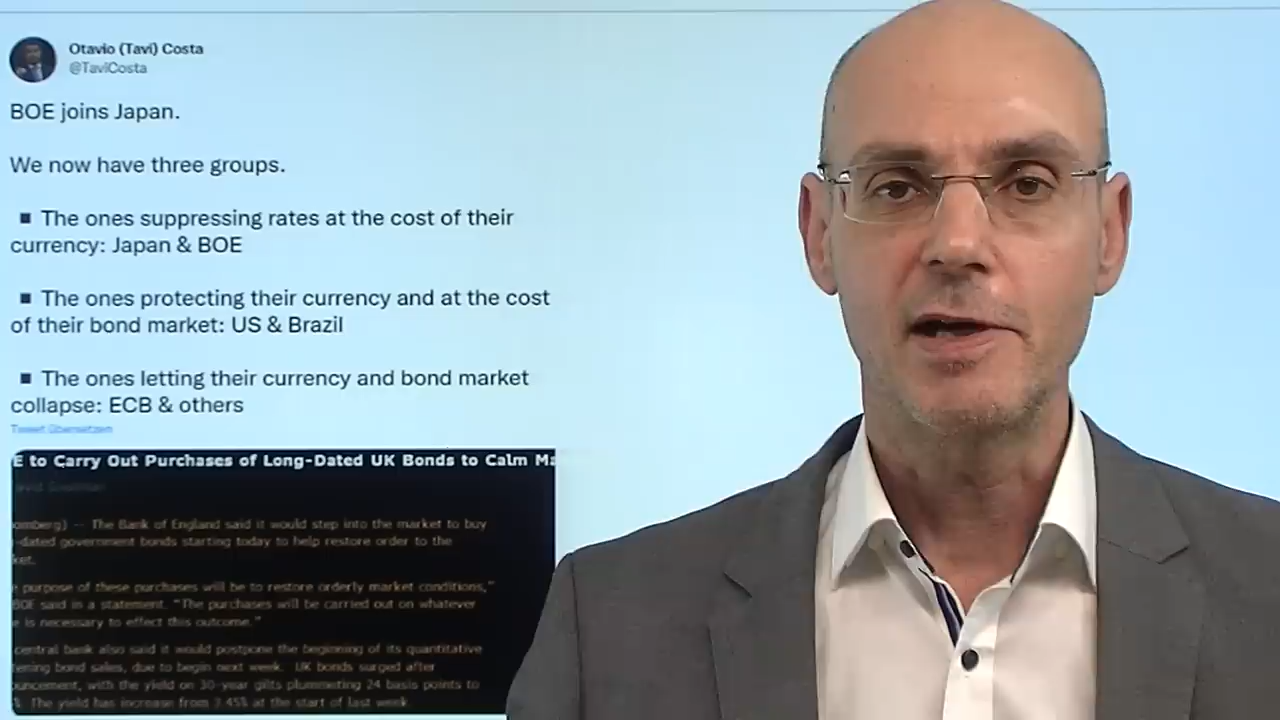 Otavio (Tavi) Costa
@TaviCosta
BOE joins Japan.
We now have three groups.
▪ The ones suppressing rates at the cost of their
currency: Japan & BOE
▪ The ones protecting their currency and at the cost
of their bond market: US & Brazil
▪ The ones letting their currency and bond market
collapse: ECB & others
Tweet übersetzen
E to Carry Out Purchases of Long-Dated UK Bonds to Calm Ma
omberg) -- The Bank of England said it would step into the market to buy
-dated government bonds starting today to help restore order to the
ket.
e purpose of these purchases will be to restore orderly market conditions,"
BOE said in a statement. "The purchases will be carried out on whatever
e is necessary to effect this outcome."
central bank also said it would postpone the beginning of its quantitative
ening bond sales, due to begin next week. UK bonds surged after
uncement, with the yield on 30-year gilts plummeting 24 basis points to
. The yield has increase from 3.45% at the start of last week.